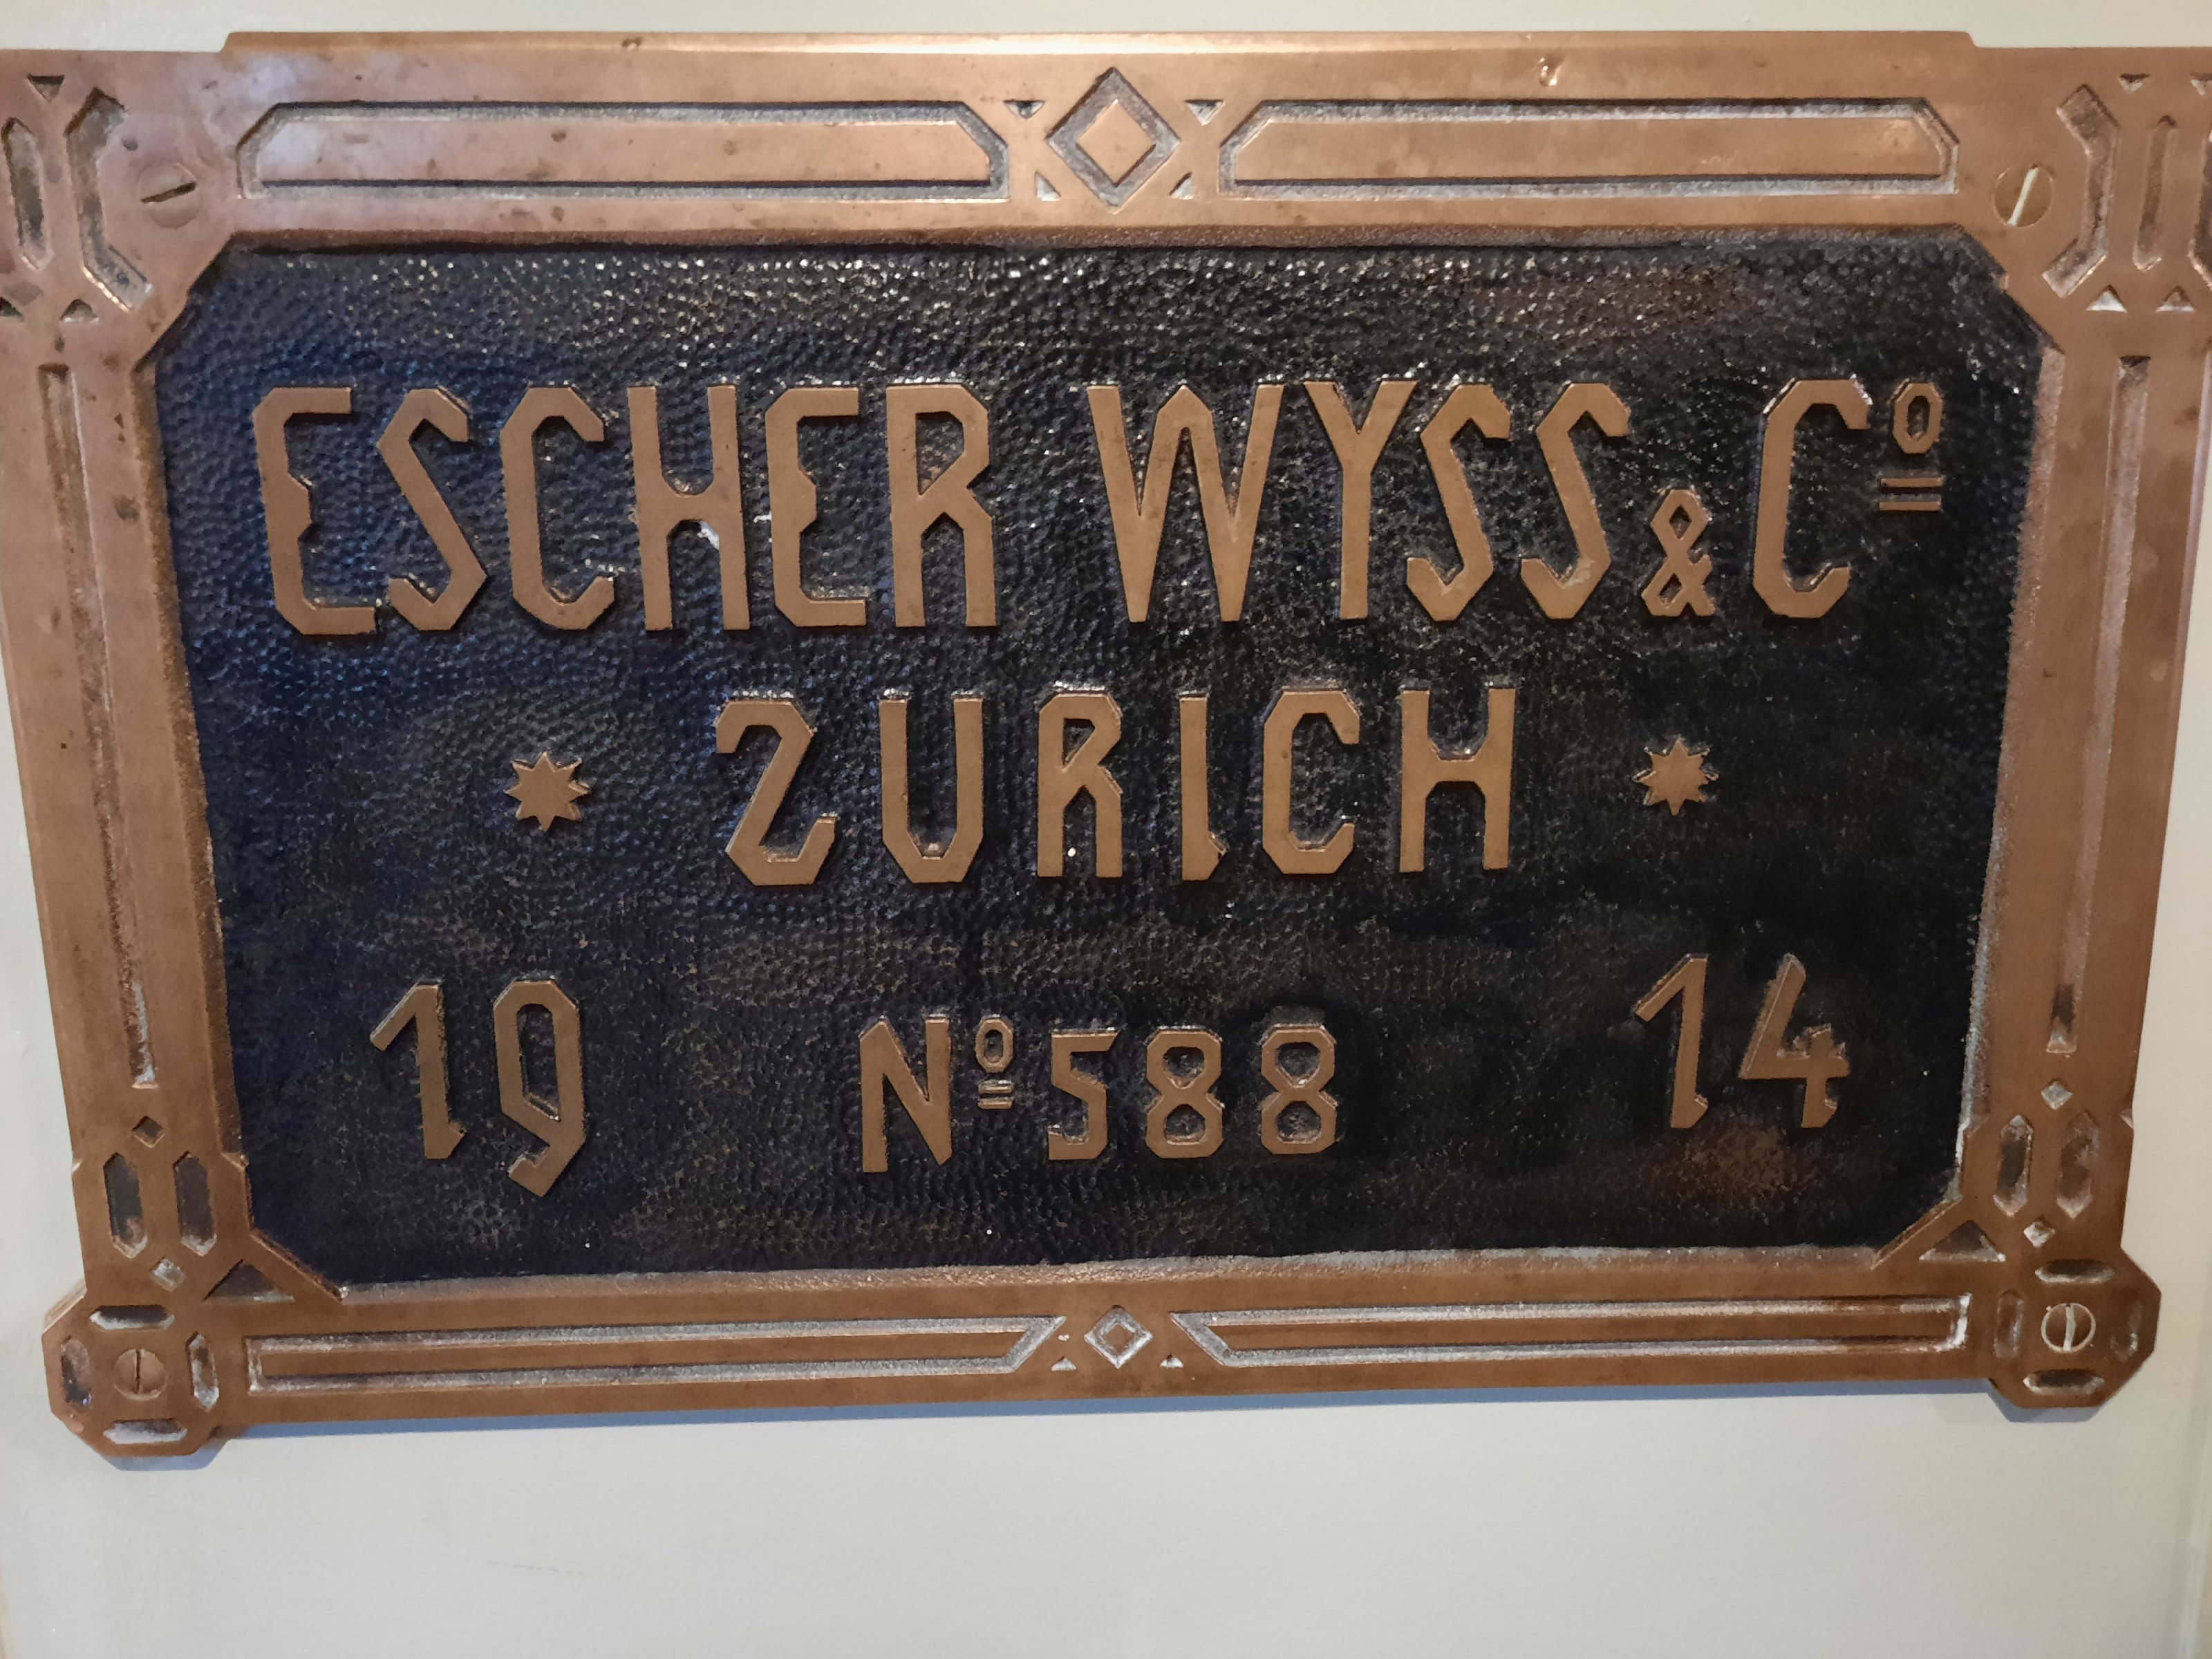 ESCHER WYSS & Cº
ZURICH
19 Nº 588 14